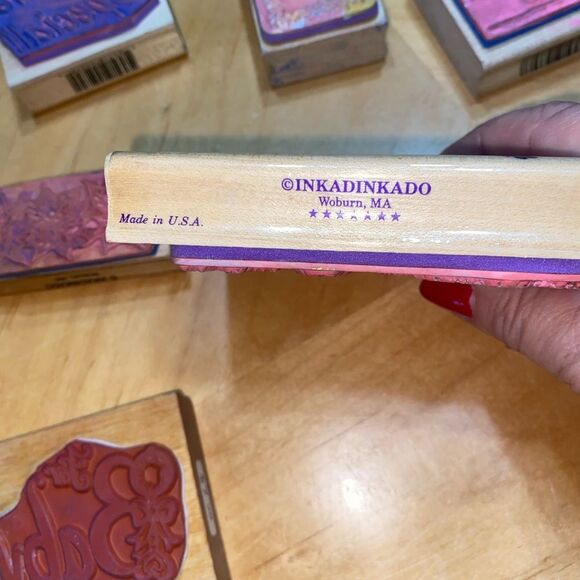 ©INKADINKADO
Woburn, MA
★★★★★★★
Made in U.S.A.